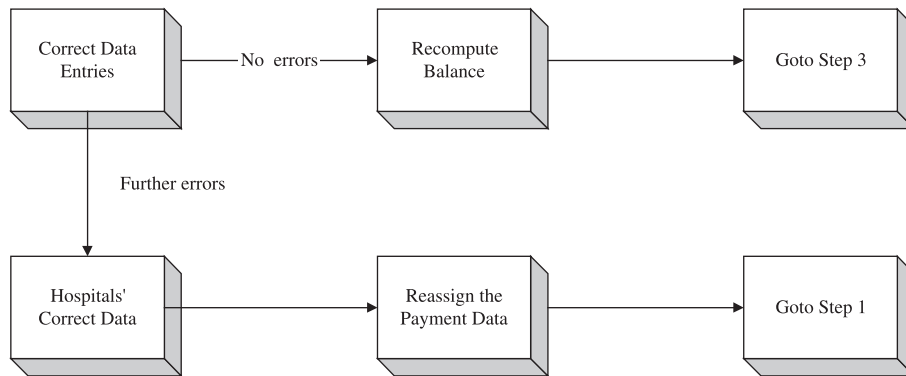 Correct Data
Entries
No errors
Recompute
Balance
Goto Step 3
Further errors
Hospitals'
Correct Data
Reassign the
Payment Data
Goto Step 1